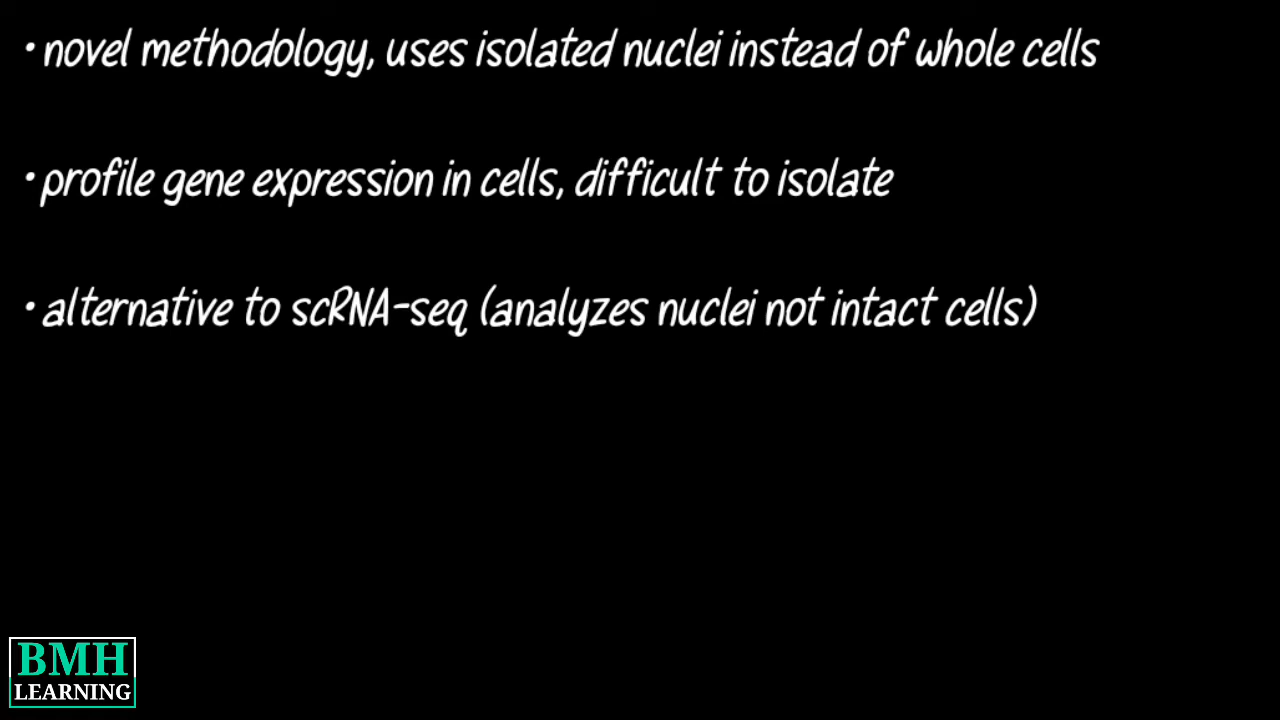 • novel methodology, uses isolated nuclei instead of whole cells
• profile gene expression in cells, difficult to isolate
• alternative to scRNA-seq (analyzes nuclei not intact cells)
BMH
LEARNING